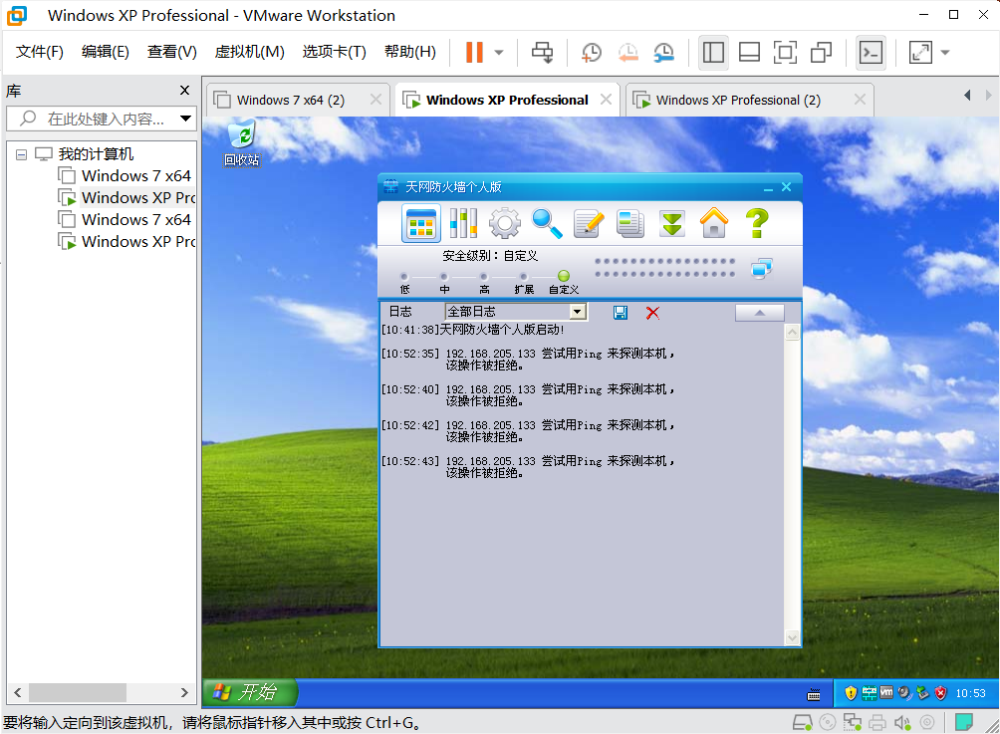 Windows XP Professional - VMware Workstation
文件(F) 编辑(E) 查看(V) 虚拟机(M) 选项卡(T) 帮助(H)
库
在此处键入内容...
我的计算机
Windows 7 x64
Windows XP Prc
Windows 7 x64
Windows XP Prc
Windows 7 x64 (2)
Windows XP Professional
Windows XP Professional (2)
回收站
天网防火墙个人版
安全级别：自定义
低 中 高 扩展 自定义
日志 全部日志
[10:41:38]天网防火墙个人版启动!
[10:52:35] 192.168.205.133 尝试用Ping 来探测本机，
该操作被拒绝。
[10:52:40] 192.168.205.133 尝试用Ping 来探测本机，
该操作被拒绝。
[10:52:42] 192.168.205.133 尝试用Ping 来探测本机，
该操作被拒绝。
[10:52:43] 192.168.205.133 尝试用Ping 来探测本机，
该操作被拒绝。
开始
10:53
要将输入定向到该虚拟机，请将鼠标指针移入其中或按 Ctrl+G。